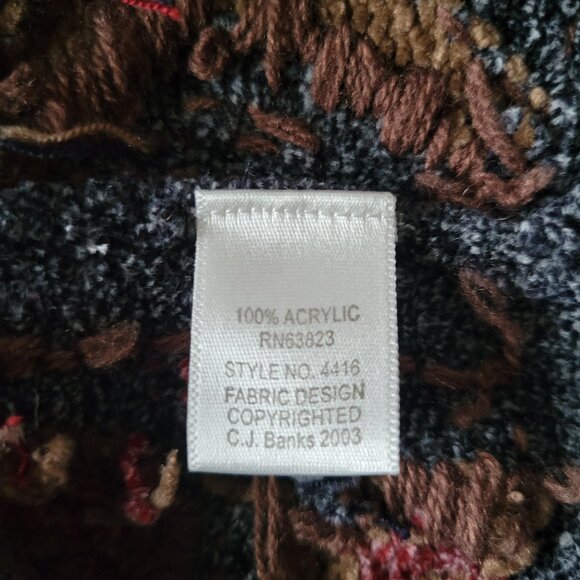 100% ACRYLIC
RN63823
STYLE NO. 4416
FABRIC DESIGN
COPYRIGHTED
C.J. Banks 2003